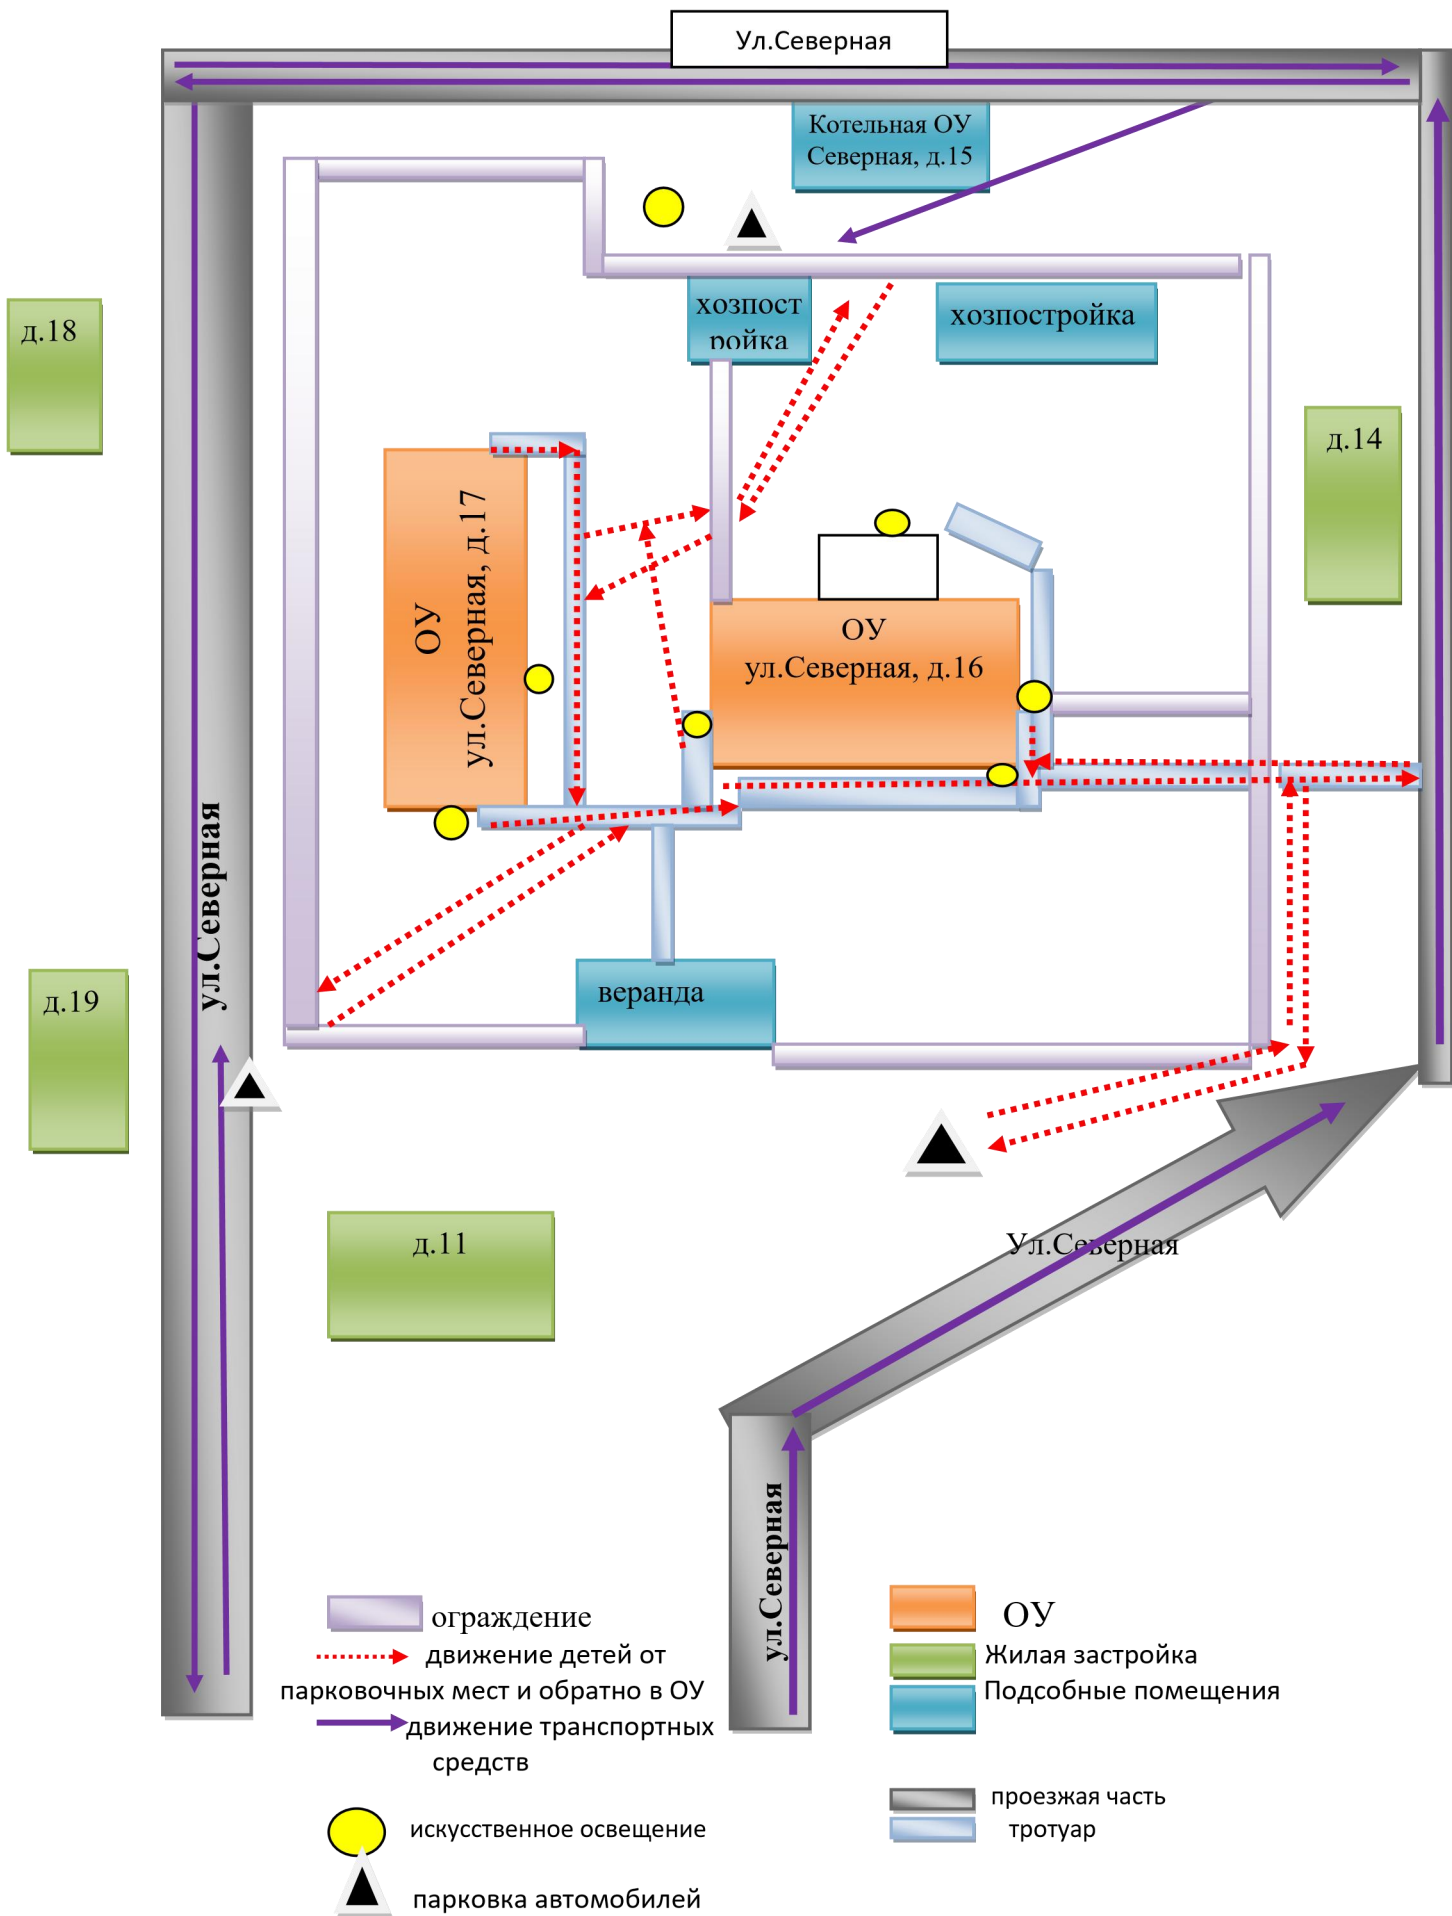 Ул.Северная
Котельная ОУ
Северная, д.15
хозпост
ройка
хозпостройка
д.18
д.14
ОУ
ул.Северная, д.17
ОУ
ул.Северная, д.16
ул.Северная
д.19
веранда
д.11
Ул.Северная
ул.Северная
ограждение
движение детей от
парковочных мест и обратно в ОУ
движение транспортных
средств
искусственное освещение
парковка автомобилей
ОУ
Жилая застройка
Подсобные помещения
проезжая часть
тротуар